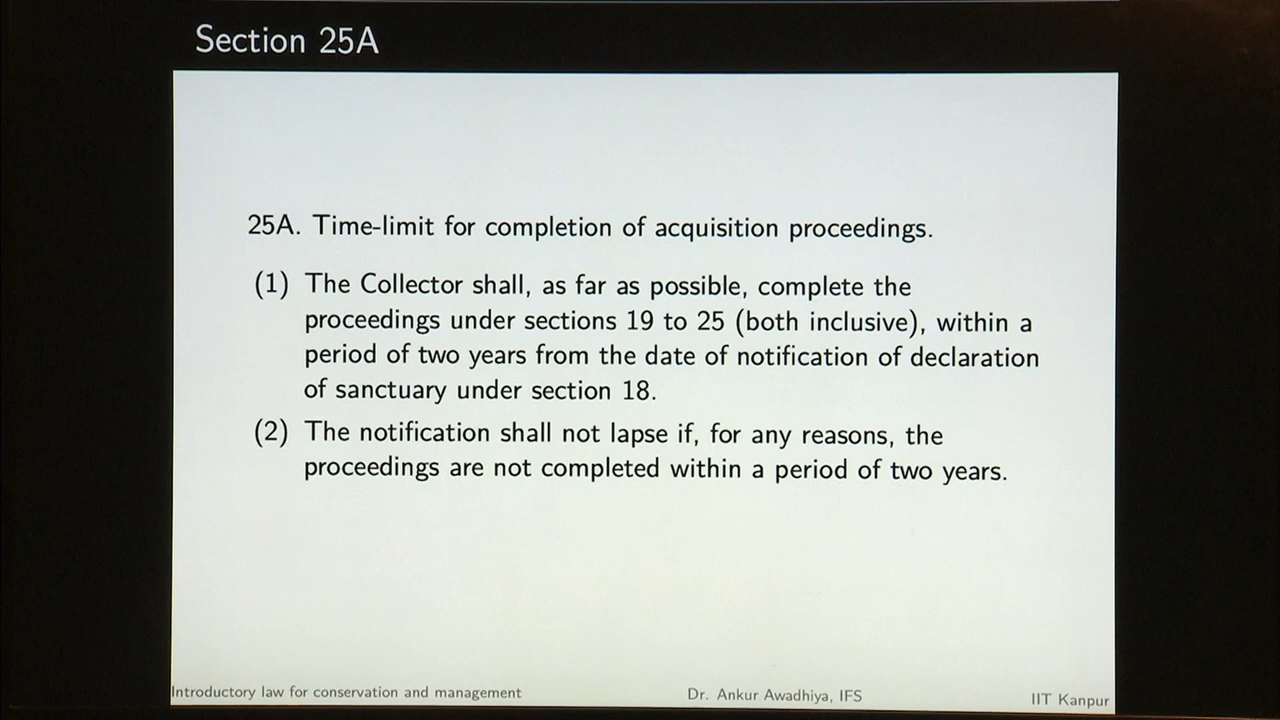 Section 25A
25A. Time-limit for completion of acquisition proceedings.
(1) The Collector shall, as far as possible, complete the
proceedings under sections 19 to 25 (both inclusive), within a
period of two years from the date of notification of declaration
of sanctuary under section 18.
(2) The notification shall not lapse if, for any reasons, the
proceedings are not completed within a period of two years.
Introductory law for conservation and management Dr. Ankur Awadhiya, IFS IIT Kanpur